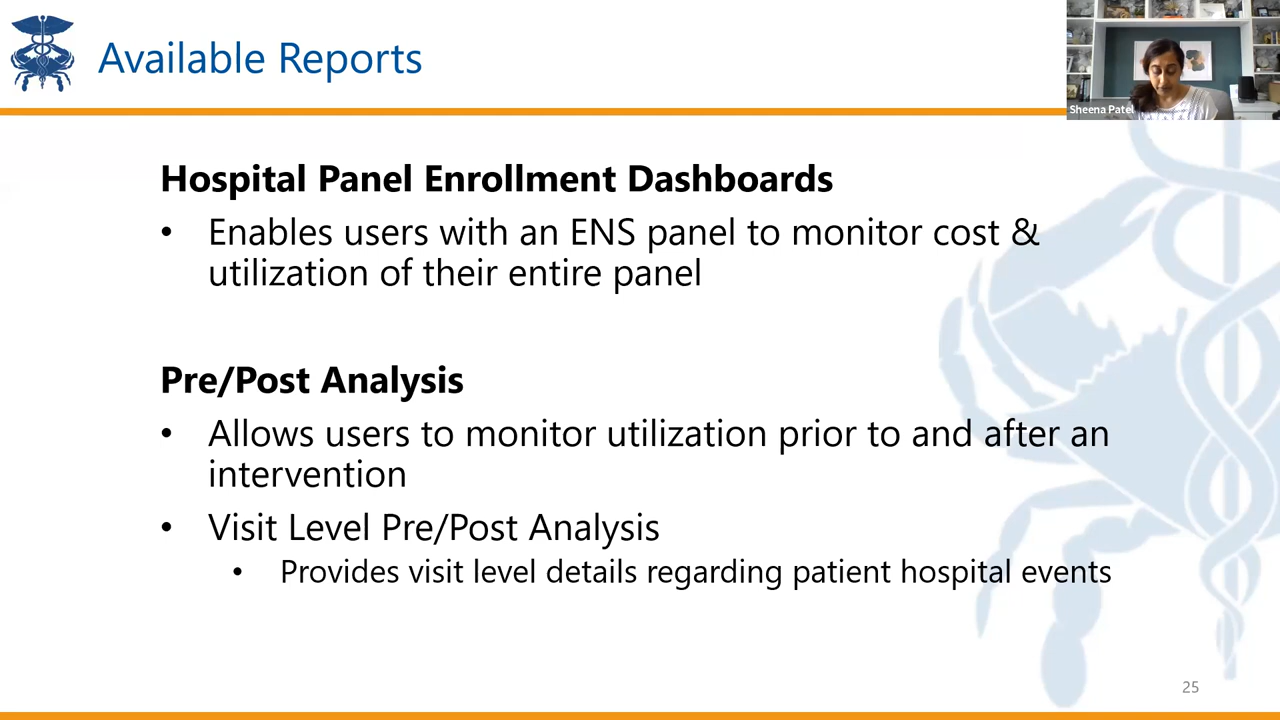 Available Reports
Sheena Patel
Hospital Panel Enrollment Dashboards
• Enables users with an ENS panel to monitor cost &
utilization of their entire panel
Pre/Post Analysis
• Allows users to monitor utilization prior to and after an
intervention
• Visit Level Pre/Post Analysis
• Provides visit level details regarding patient hospital events
25